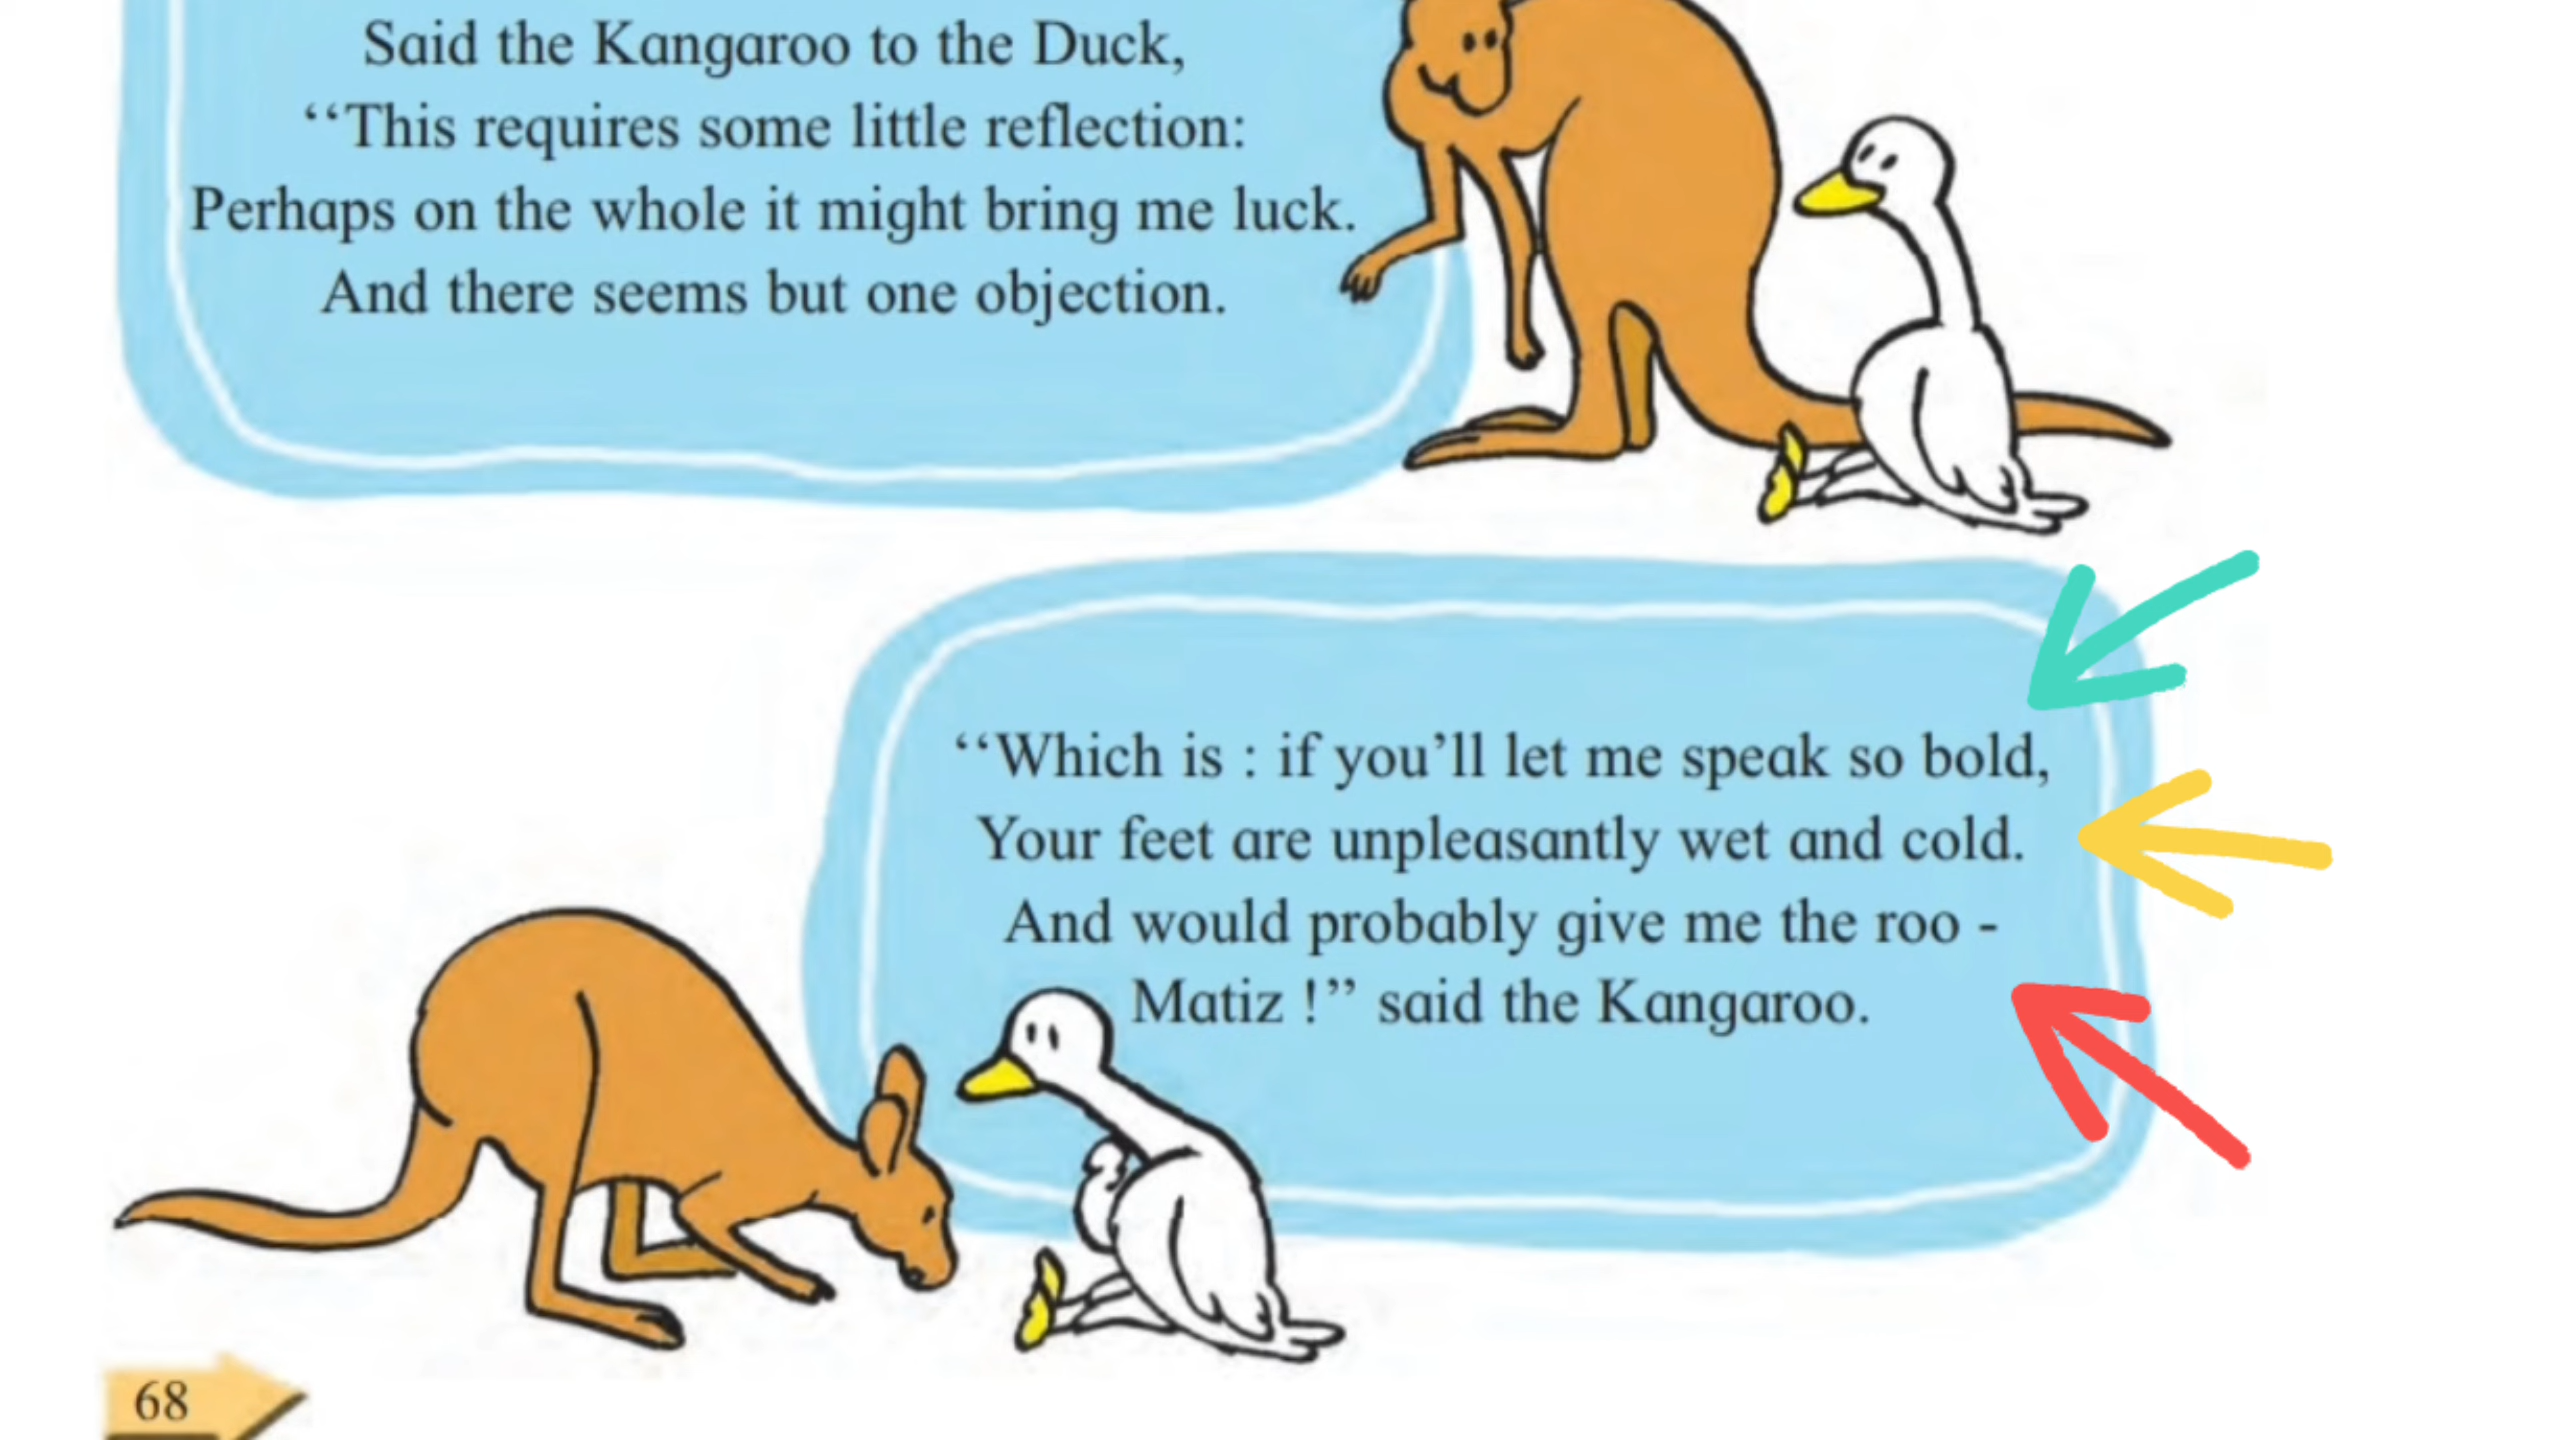 Said the Kangaroo to the Duck,
‘‘This requires some little reflection:
Perhaps on the whole it might bring me luck.
And there seems but one objection.
‘‘Which is : if you’ll let me speak so bold,
Your feet are unpleasantly wet and cold.
And would probably give me the roo -
Matiz !’’ said the Kangaroo.
68